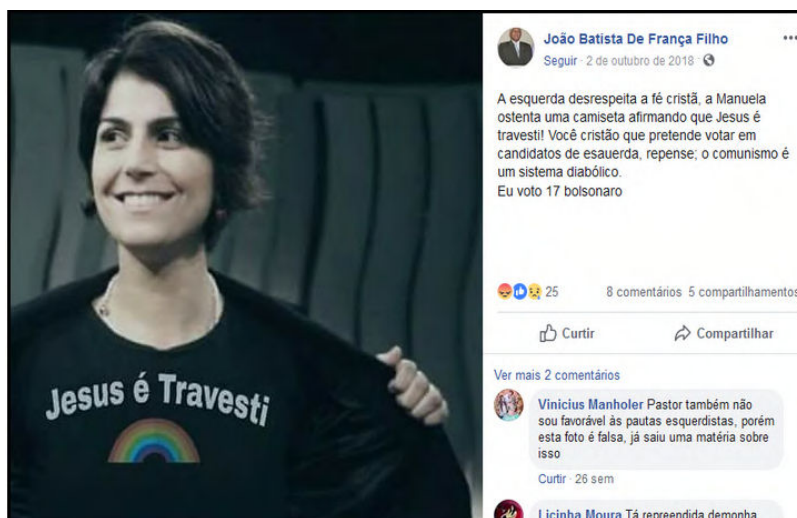 Jesus é Travesti
João Batista De França Filho
Seguir · 2 de outubro de 2018 ·
A esquerda desrespeita a fé cristã, a Manuela
ostenta uma camiseta afirmando que Jesus é
travesti! Você cristão que pretende votar em
candidatos de esauerda, repense; o comunismo é
um sistema diabólico.
Eu voto 17 bolsonaro
25 8 comentários 5 compartilhamentos
Curtir Compartilhar
Ver mais 2 comentários
Vinicius Manholer Pastor também não
sou favorável às pautas esquerdistas, porém
esta foto é falsa, já saiu uma matéria sobre
isso
Curtir · 26 sem
Licinha Moura Tá repreendida demonha